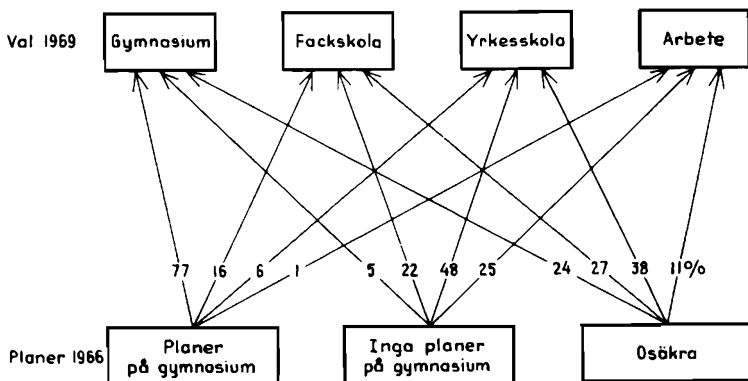 Val 1969 Gymnasium Fackskola Yrkesskola Arbete
77 16 6 1 5 22 48 25 24 27 38 11%
Planer 1966
Planer
på gymnasium
Inga planer
på gymnasium
Osäkra